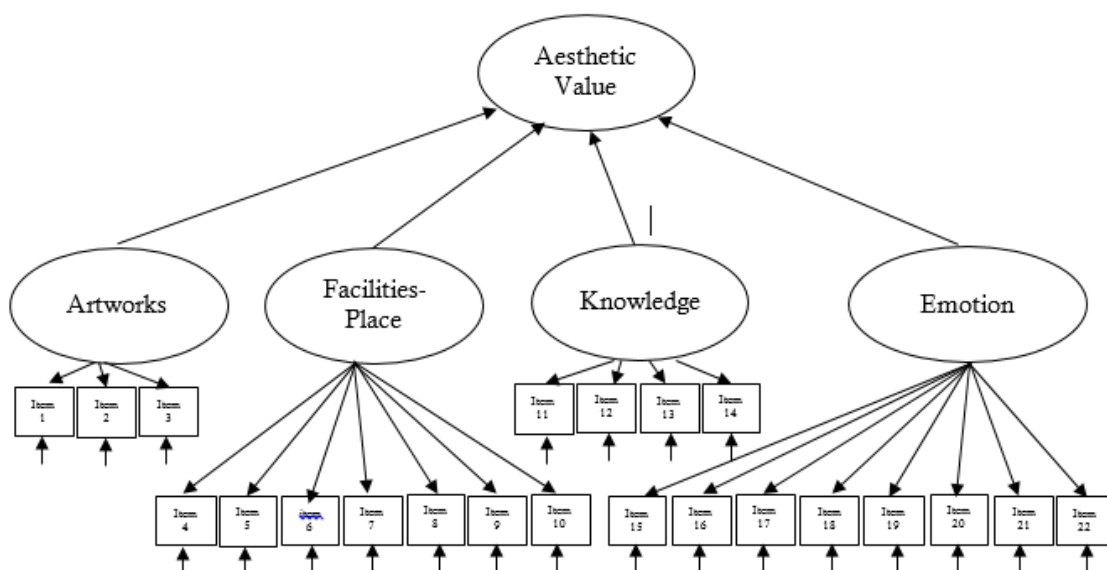 Aesthetic
Value
Artworks
Facilities-
Place
Knowledge
Emotion
Item
1
Item
2
Item
3
Item
11
Item
12
Item
13
Item
14
Item
4
Item
5
item
6
Item
7
Item
8
Item
9
Item
10
Item
15
Item
16
Item
17
Item
18
Item
19
Item
20
Item
21
Item
22